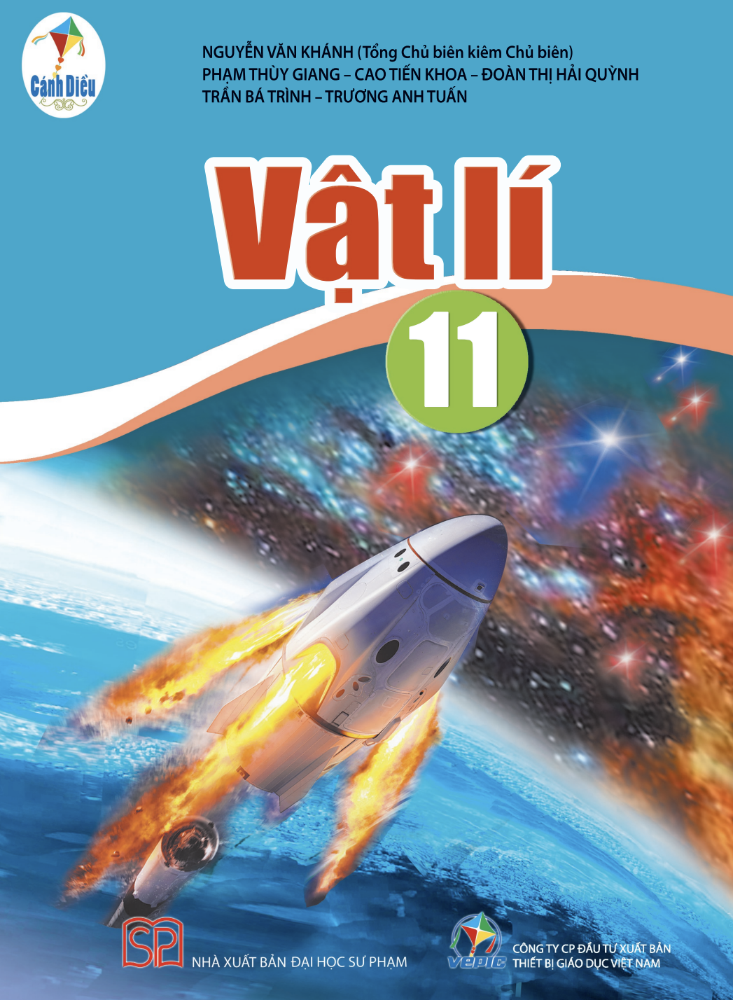 Cánh Diều
NGUYỄN VĂN KHÁNH (Tổng Chủ biên kiêm Chủ biên)
PHẠM THÙY GIANG – CAO TIẾN KHOA – ĐOÀN THỊ HẢI QUỲNH
TRẦN BÁ TRÌNH – TRƯƠNG ANH TUẤN
Vật lí
11
SP
NHÀ XUẤT BẢN ĐẠI HỌC SƯ PHẠM
VEPIC
CÔNG TY CP ĐẦU TƯ XUẤT BẢN
THIẾT BỊ GIÁO DỤC VIỆT NAM